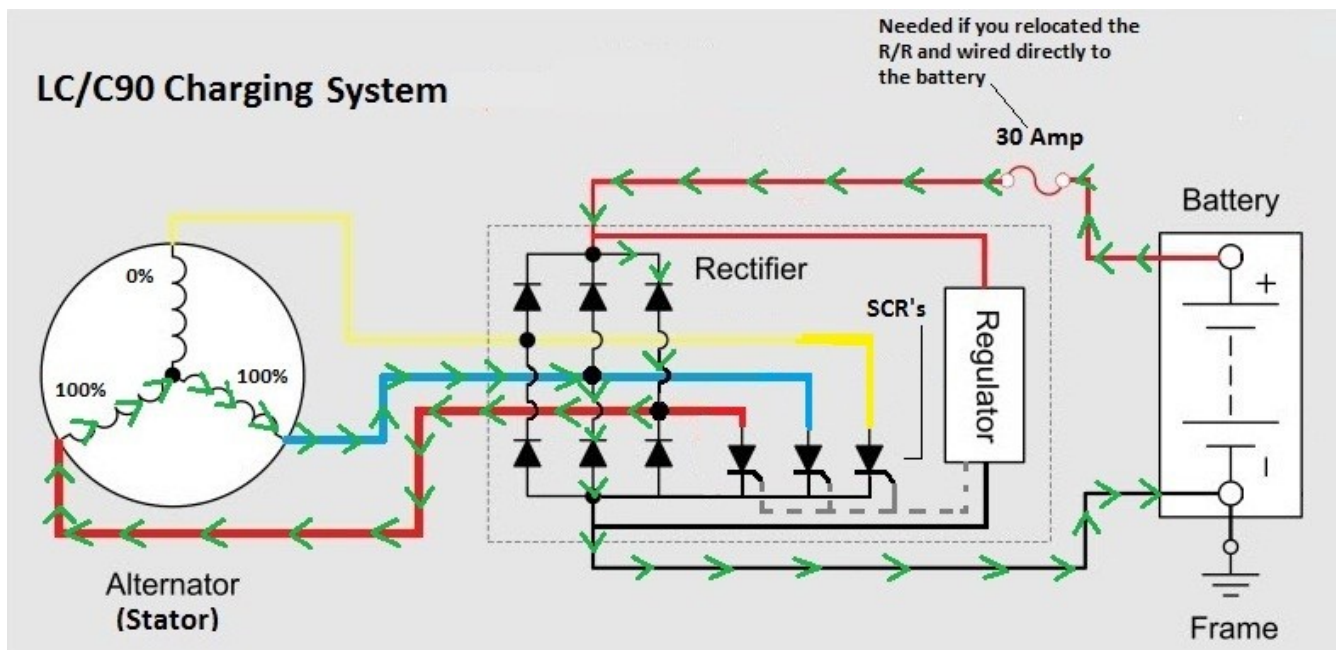 Needed if you relocated the
R/R and wired directly to
the battery
LC/C90 Charging System
30 Amp
Battery
0%
Rectifier
+
SCR's
Regulator
100%
100%
–
Alternator
(Stator)
Frame